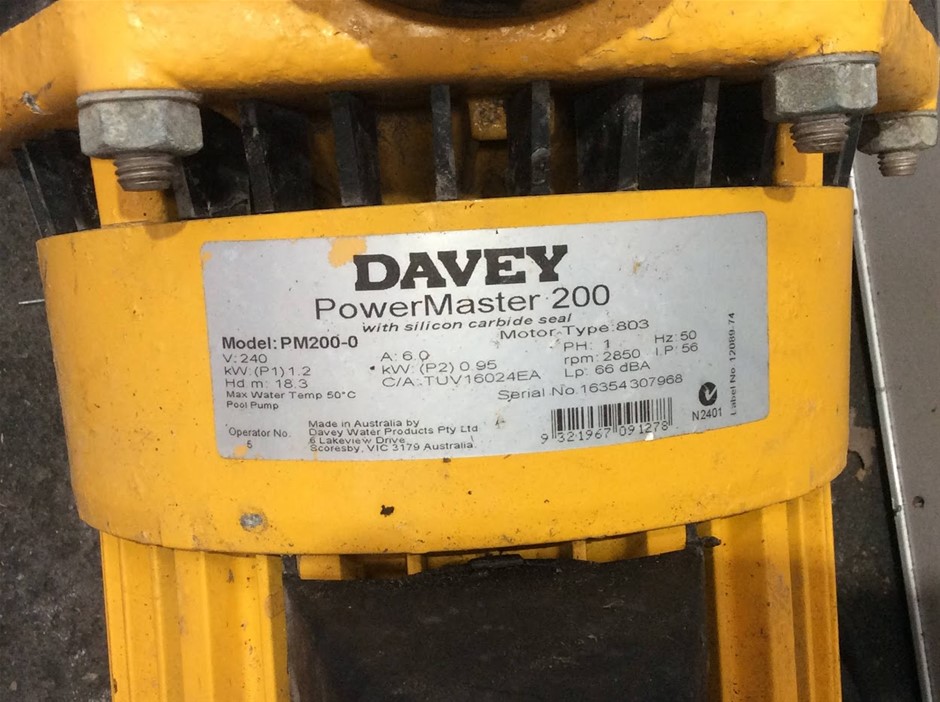 DAVEY
PowerMaster 200
with silicon carbide seal
Model: PM200-0
Motor Type: 803
V: 240
A: 6.0
PH: 1
Hz: 50
kW: (P1) 1.2
kW: (P2) 0.95
rpm: 2850
I.P: 56
Hd m: 18.3
C/A: TUV16024EA
Lp: 66 dBA
Max Water Temp 50°C
Serial No. 16354 307968
Pool Pump
Operator No.
5
Made in Australia by
Davey Water Products Pty Ltd
6 Lakeview Drive
Scoresby, VIC 3179 Australia
9 321967 091278
N2401
Label No. 12089-74